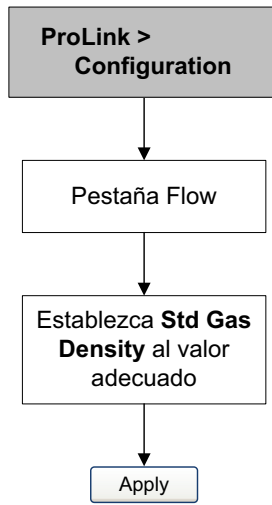 ProLink >
Configuration
Pestaña Flow
Establezca Std Gas
Density al valor
adecuado
Apply